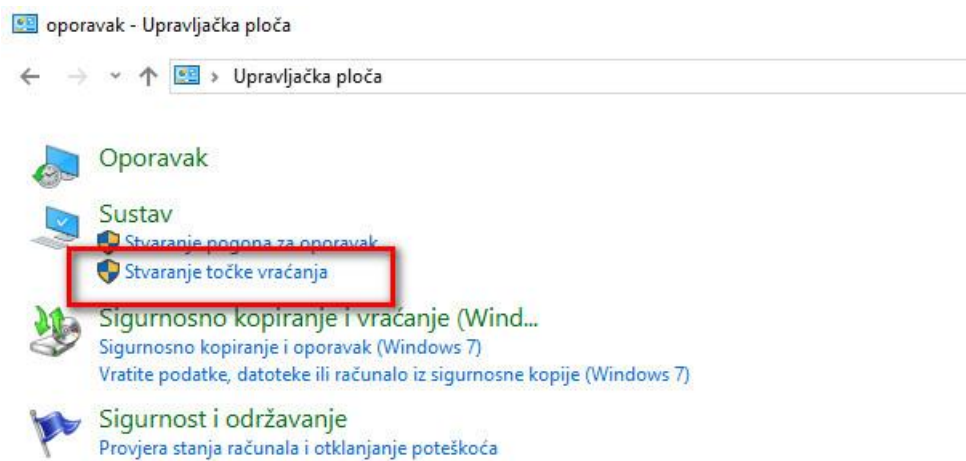 oporavak - Upravljačka ploča
Upravljačka ploča
Oporavak
Sustav
Stvaranje pogona za oporavak
Stvaranje točke vraćanja
Sigurnosno kopiranje i vraćanje (Wind...
Sigurnosno kopiranje i oporavak (Windows 7)
Vratite podatke, datoteke ili računalo iz sigurnosne kopije (Windows 7)
Sigurnost i održavanje
Provjera stanja računala i otklanjanje poteškoća